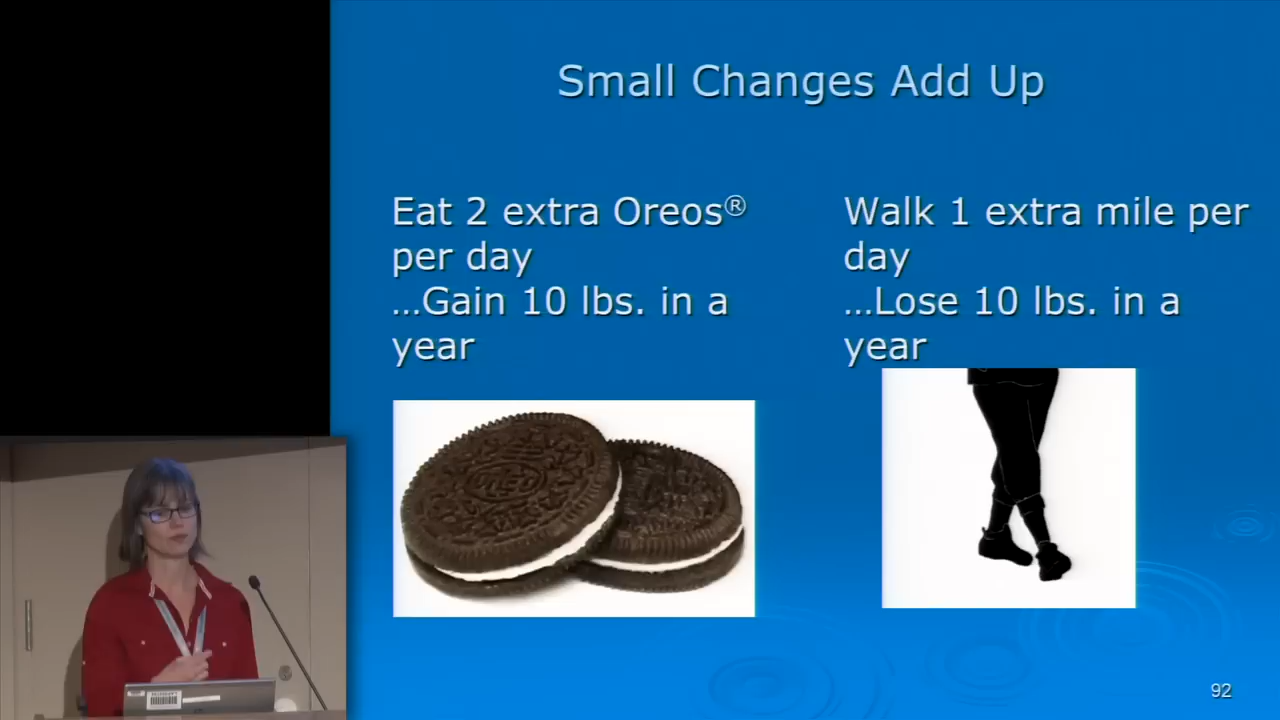 Small Changes Add Up
Eat 2 extra Oreos®
per day
…Gain 10 lbs. in a
year
Walk 1 extra mile per
day
…Lose 10 lbs. in a
year
OREO
92